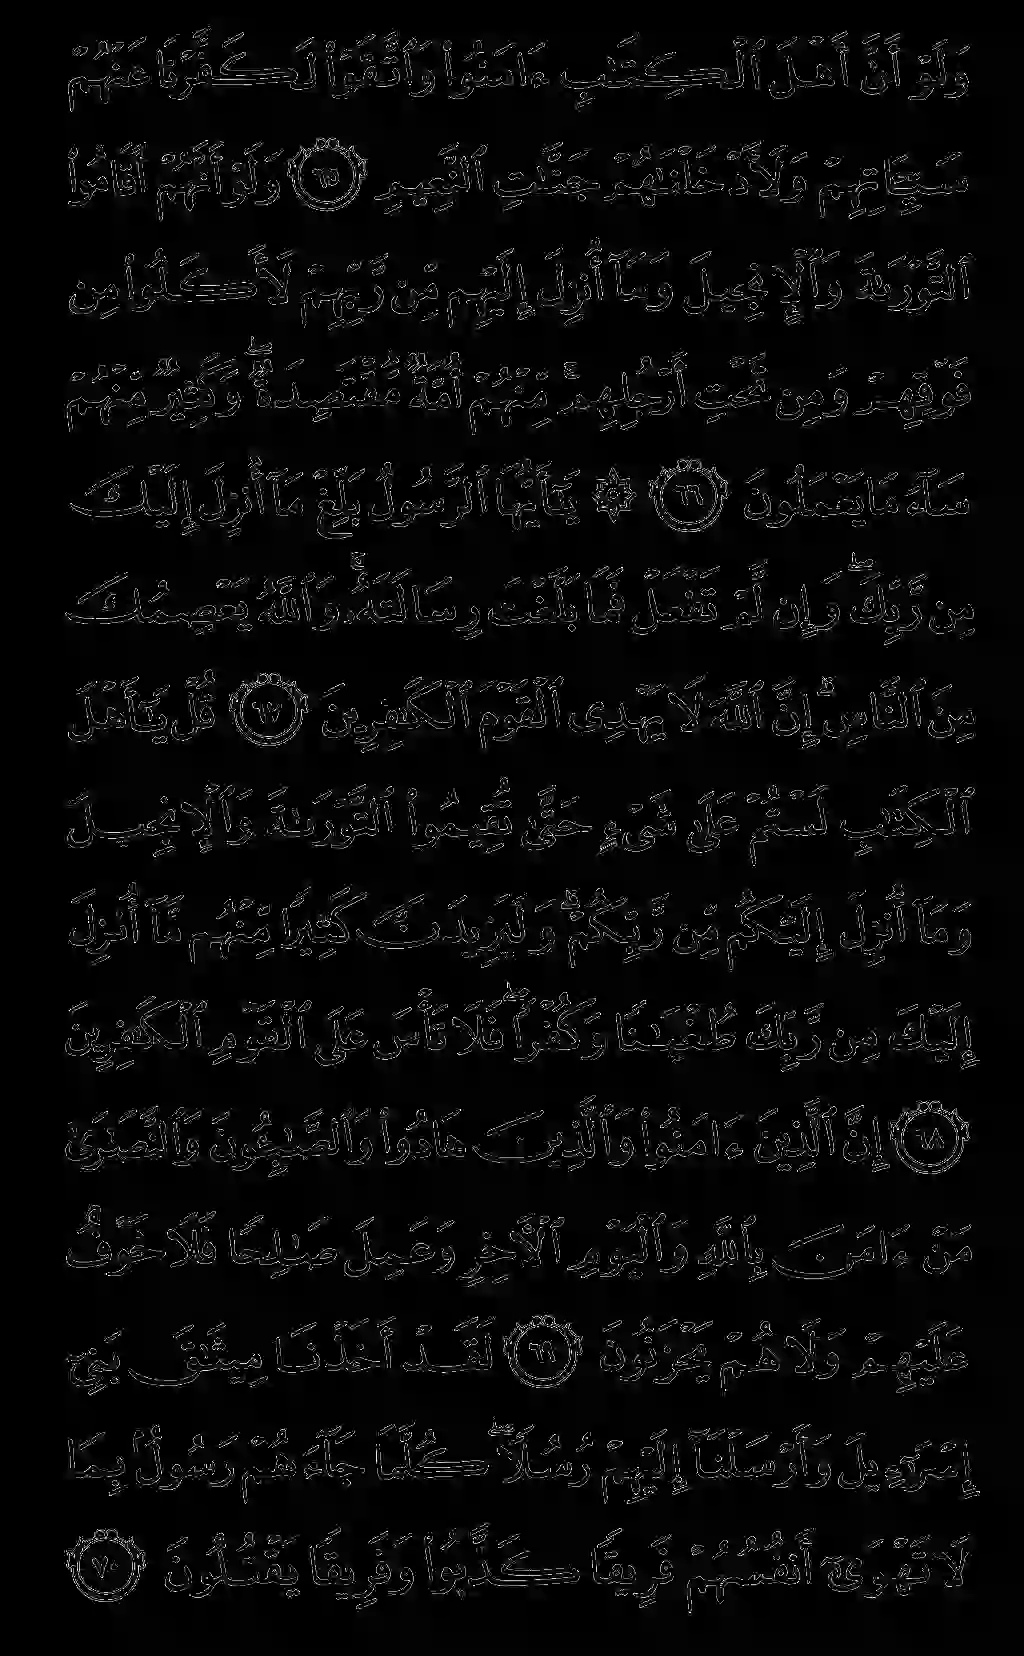 وَلَوْ أَنَّ أَهْلَ ٱلْكِتَـٰبِ ءَامَنُوا۟ وَٱتَّقَوْا۟ لَكَفَّرْنَا عَنْهُمْ
سَيِّـَٔاتِهِمْ وَلَأَدْخَلْنَـٰهُمْ جَنَّـٰتِ ٱلنَّعِيمِ ٦٥ وَلَوْ أَنَّهُمْ أَقَامُوا۟
ٱلتَّوْرَىٰةَ وَٱلْإِنجِيلَ وَمَآ أُنزِلَ إِلَيْهِم مِّن رَّبِّهِمْ لَأَكَلُوا۟ مِن
فَوْقِهِمْ وَمِن تَحْتِ أَرْجُلِهِم ۚ مِّنْهُمْ أُمَّةٌ مُّقْتَصِدَةٌ ۖ وَكَثِيرٌ مِّنْهُمْ
سَآءَ مَا يَعْمَلُونَ ٦٦ ۞ يَـٰٓأَيُّهَا ٱلرَّسُولُ بَلِّغْ مَآ أُنزِلَ إِلَيْكَ
مِن رَّبِّكَ ۖ وَإِن لَّمْ تَفْعَلْ فَمَا بَلَّغْتَ رِسَالَتَهُۥ ۚ وَٱللَّهُ يَعْصِمُكَ
مِنَ ٱلنَّاسِ ۗ إِنَّ ٱللَّهَ لَا يَهْدِى ٱلْقَوْمَ ٱلْكَـٰفِرِينَ ٦٧ قُلْ يَـٰٓأَهْلَ
ٱلْكِتَـٰبِ لَسْتُمْ عَلَىٰ شَىْءٍ حَتَّىٰ تُقِيمُوا۟ ٱلتَّوْرَىٰةَ وَٱلْإِنجِيلَ
وَمَآ أُنزِلَ إِلَيْكُم مِّن رَّبِّكُمْ ۗ وَلَيَزِيدَنَّ كَثِيرًا مِّنْهُم مَّآ أُنزِلَ
إِلَيْكَ مِن رَّبِّكَ طُغْيَـٰنًا وَكُفْرًا ۖ فَلَا تَأْسَ عَلَى ٱلْقَوْمِ ٱلْكَـٰفِرِينَ
٦٨ إِنَّ ٱلَّذِينَ ءَامَنُوا۟ وَٱلَّذِينَ هَادُوا۟ وَٱلصَّـٰبِـُٔونَ وَٱلنَّصَـٰرَىٰ
مَنْ ءَامَنَ بِٱللَّهِ وَٱلْيَوْمِ ٱلْـَٔاخِرِ وَعَمِلَ صَـٰلِحًا فَلَا خَوْفٌ
عَلَيْهِمْ وَلَا هُمْ يَحْزَنُونَ ٦٩ لَقَدْ أَخَذْنَا مِيثَـٰقَ بَنِىٓ
إِسْرَٰٓءِيلَ وَأَرْسَلْنَآ إِلَيْهِمْ رُسُلًا ۖ كُلَّمَا جَآءَهُمْ رَسُولٌۢ بِمَا
لَا تَهْوَىٰٓ أَنفُسُهُمْ فَرِيقًا كَذَّبُوا۟ وَفَرِيقًا يَقْتُلُونَ ٧٠